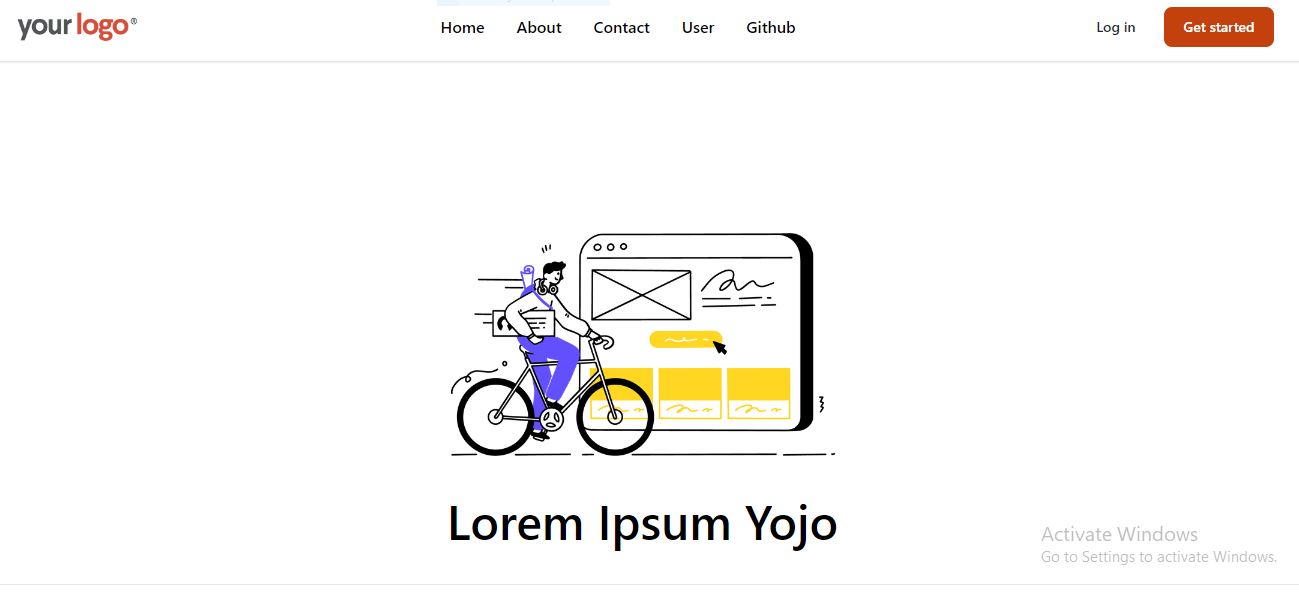 your logo®
Home About Contact User Github
Log in Get started
Lorem Ipsum Yojo
Activate Windows
Go to Settings to activate Windows.